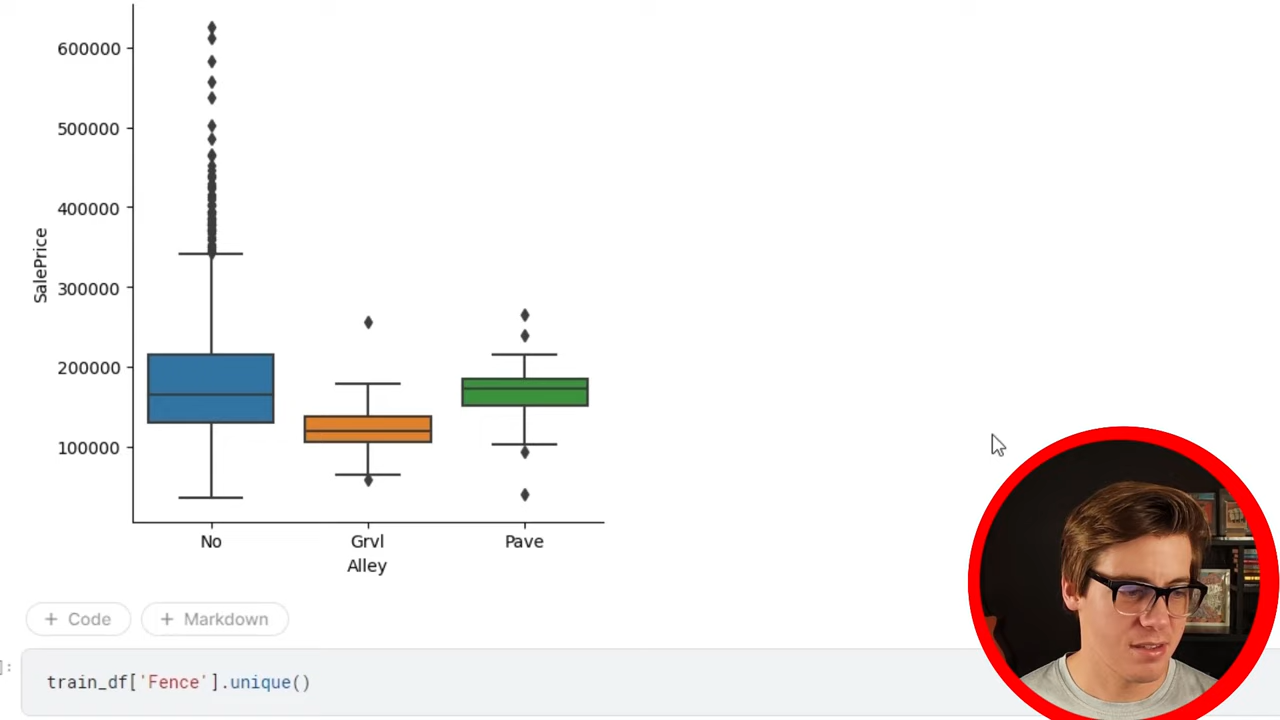 600000
500000
400000
300000
200000
100000
SalePrice
No Grvl Pave
Alley
+ Code + Markdown
]: train_df['Fence'].unique()